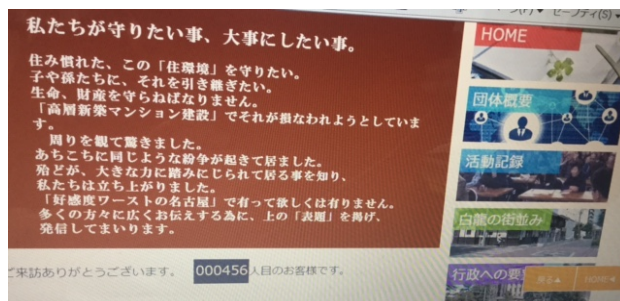 セーフティ(S)
私たちが守りたい事、大事にしたい事。
住み慣れた、この「住環境」を守りたい。
子や孫たちに、それを引き継ぎたい。
生命、財産を守らねばなりません。
「高層新築マンション建設」でそれが損なわれようとしていま
す。
周りを観て驚きました。
あちこちに同じような紛争が起きて居ました。
殆どが、大きな力に踏みにじられて居る事を知り、
私たちは立ち上がりました。
「好感度ワーストの名古屋」で有って欲しくは有りません。
多くの方々に広くお伝えする為に、上の「表題」を掲げ、
発信してまいります。
ご来訪ありがとうございます。 000456人目のお客様です。
HOME
団体概要
活動記録
白龍の街並み
行政への要
戻る▲
HOME◀